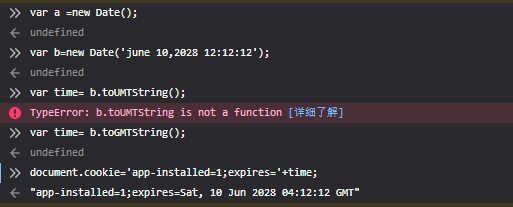 var a =new Date();
undefined
var b=new Date('june 10,2028 12:12:12');
undefined
var time= b.toUMTString();
TypeError: b.toUMTString is not a function [详细了解]
var time= b.toGMTString();
undefined
document.cookie='app-installed=1;expires='+time;
"app-installed=1;expires=Sat, 10 Jun 2028 04:12:12 GMT"